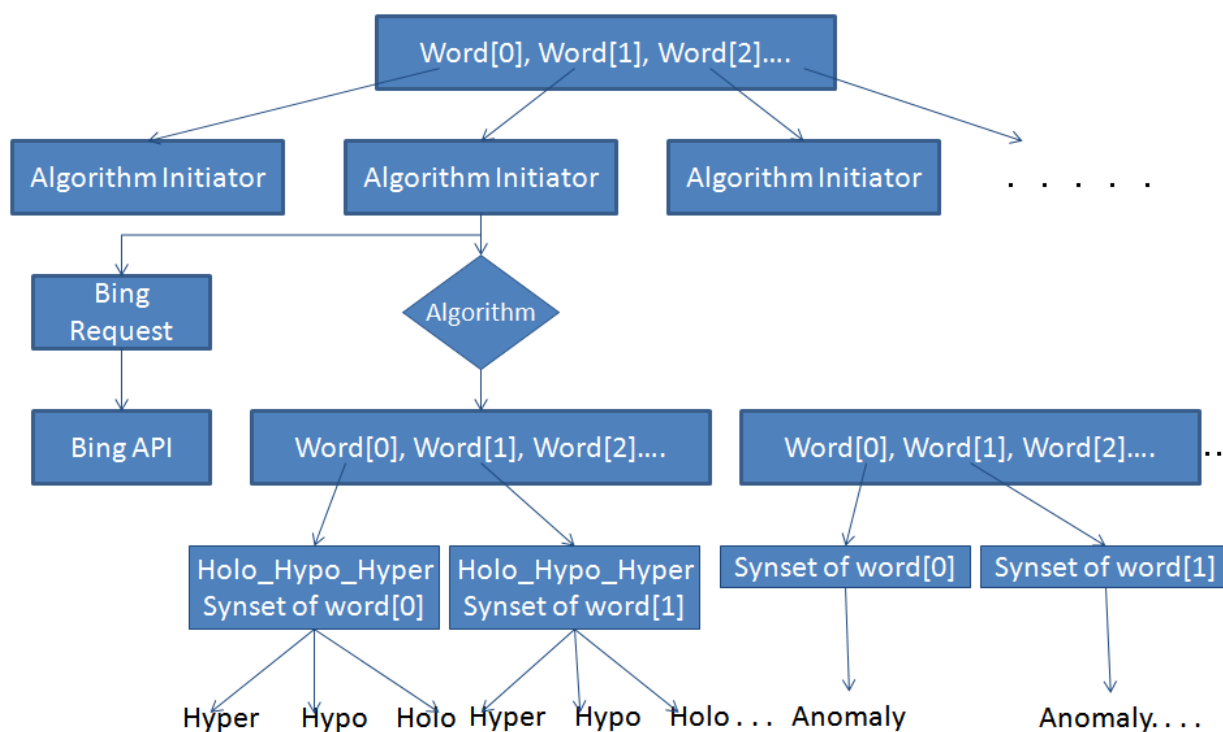 Word[0], Word[1], Word[2]....
Algorithm Initiator
Algorithm Initiator
Algorithm Initiator
. . . . .
Bing
Request
Algorithm
Bing API
Word[0], Word[1], Word[2]....
Word[0], Word[1], Word[2]....
..
Holo_Hypo_Hyper
Synset of word[0]
Holo_Hypo_Hyper
Synset of word[1]
Synset of word[0]
Synset of word[1]
Hyper
Hypo
Holo
Hyper
Hypo
Holo . . .
Anomaly
Anomaly. . . .